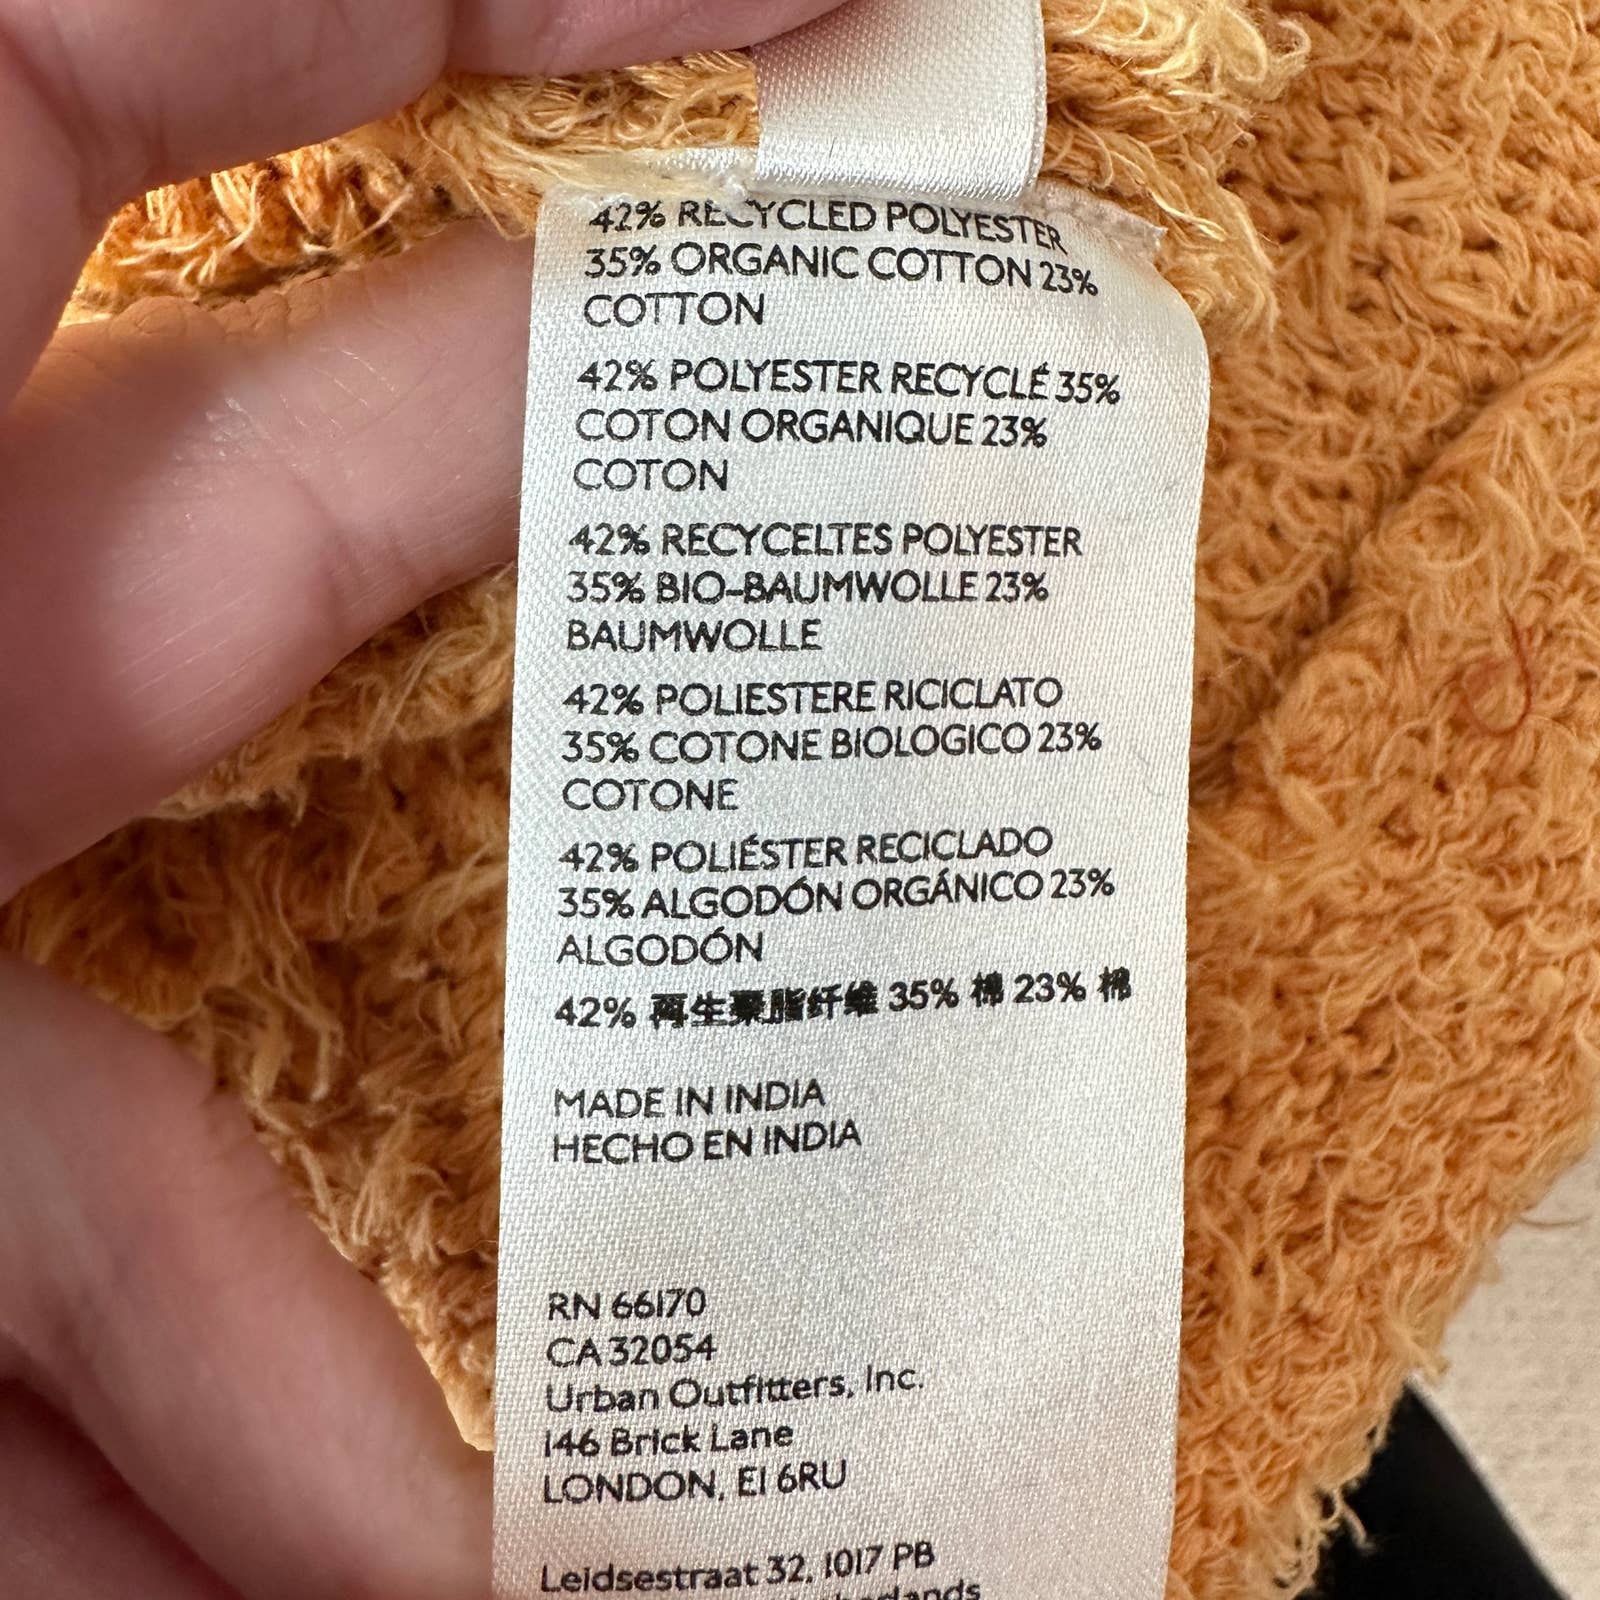 42% RECYCLED POLYESTER
35% ORGANIC COTTON 23%
COTTON
42% POLYESTER RECYCLÉ 35%
COTON ORGANIQUE 23%
COTON
42% RECYCELTES POLYESTER
35% BIO-BAUMWOLLE 23%
BAUMWOLLE
42% POLIESTERE RICICLATO
35% COTONE BIOLOGICO 23%
COTONE
42% POLIÉSTER RECICLADO
35% ALGODÓN ORGÁNICO 23%
ALGODÓN
42% 再生聚脂纤维 35% 棉 23% 棉
MADE IN INDIA
HECHO EN INDIA
RN 66170
CA 32054
Urban Outfitters, Inc.
146 Brick Lane
LONDON, E1 6RU
Leidsestraat 32, 1017 PB